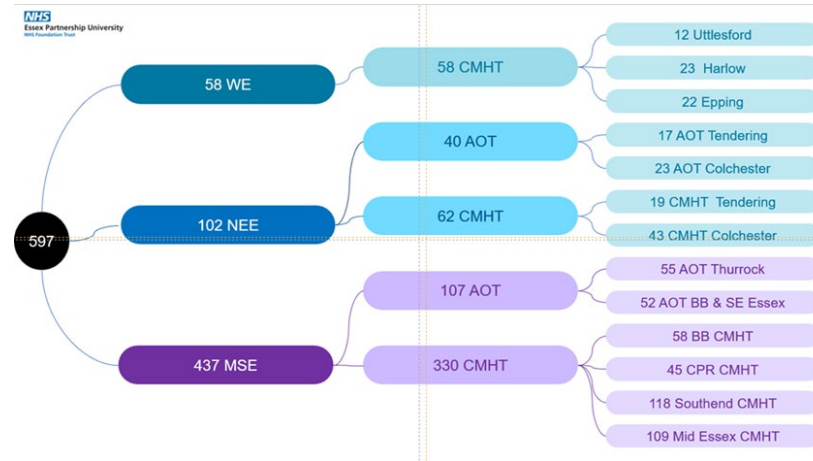 NHS
Essex Partnership University
NHS Foundation Trust
597
58 WE
58 CMHT
12 Uttlesford
23 Harlow
22 Epping
102 NEE
40 AOT
17 AOT Tendering
23 AOT Colchester
62 CMHT
19 CMHT Tendering
43 CMHT Colchester
437 MSE
107 AOT
55 AOT Thurrock
52 AOT BB & SE Essex
330 CMHT
58 BB CMHT
45 CPR CMHT
118 Southend CMHT
109 Mid Essex CMHT